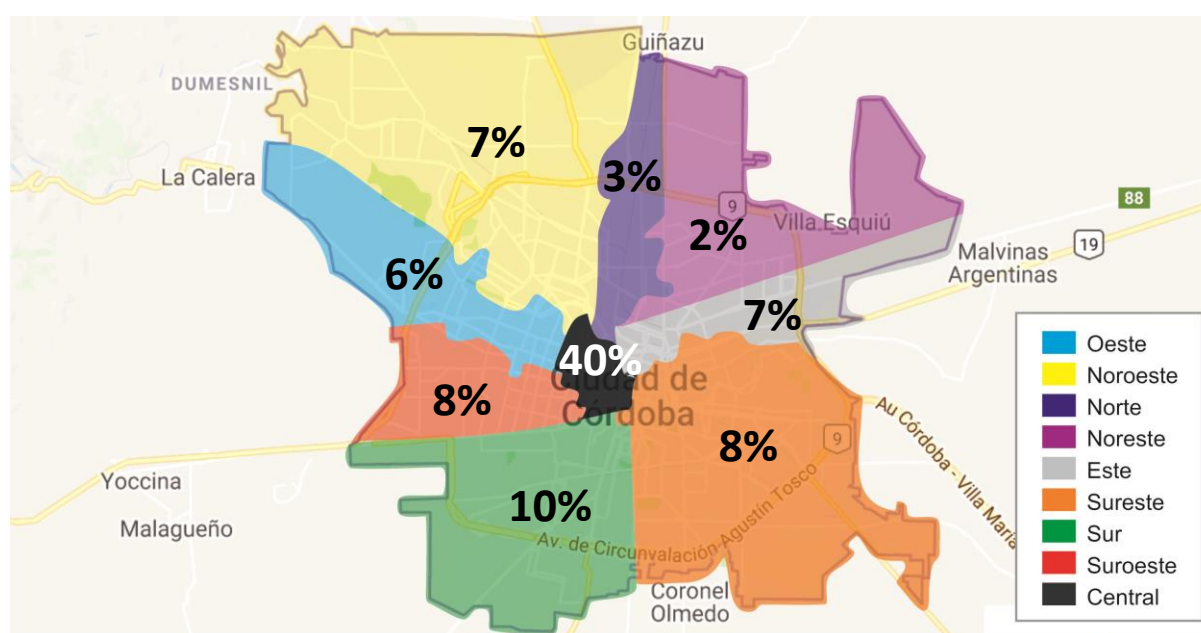 Guiñazu
DUMESNIL
7%
La Calera
3%
88
9
Villa Esquiú
2%
19
Malvinas
Argentinas
6%
7%
40%
Ciudad de
Córdoba
8%
8%
9
Au Córdoba - Villa María
Yoccina
10%
Malagueño
Av. de Circunvalación Agustín Tosco
Coronel
Olmedo
Oeste
Noroeste
Norte
Noreste
Este
Sureste
Sur
Suroeste
Central